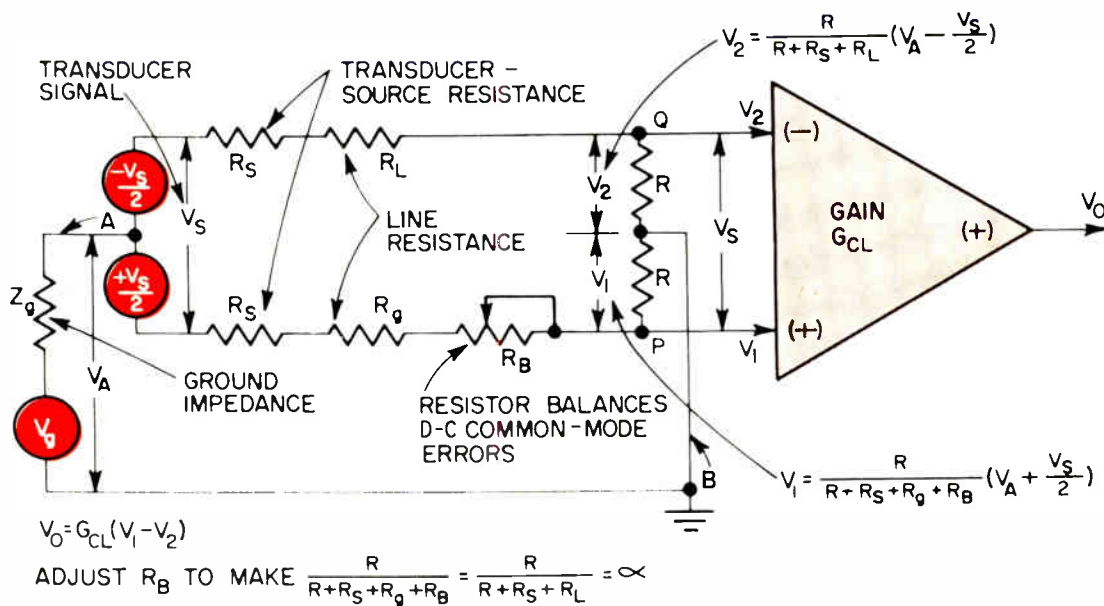 V2 = R / (R + RS + RL) (VA − VS/2)
TRANSDUCER
SIGNAL
TRANSDUCER –
SOURCE RESISTANCE
RS
RL
−VS/2
A
VS
LINE
RESISTANCE
+VS/2
Zg
VA
GROUND
IMPEDANCE
Vg
RS
Rg
RB
RESISTOR BALANCES
D-C COMMON-MODE
ERRORS
Q
V2
R
V1
R
P
VS
B
V2
(−)
GAIN
GCL
(+)
VO
(+)
V1
V1 = R / (R + RS + Rg + RB) (VA + VS/2)
VO = GCL (V1 − V2)
ADJUST RB TO MAKE R / (R + RS + Rg + RB) = R / (R + RS + RL) = ∝